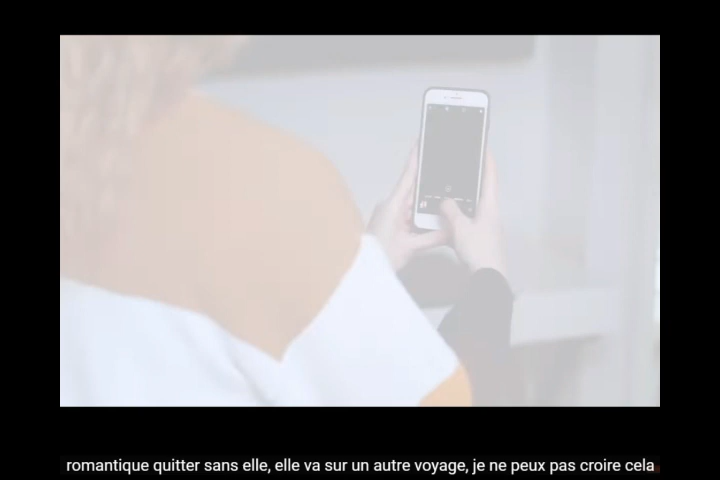 romantique quitter sans elle, elle va sur un autre voyage, je ne peux pas croire cela